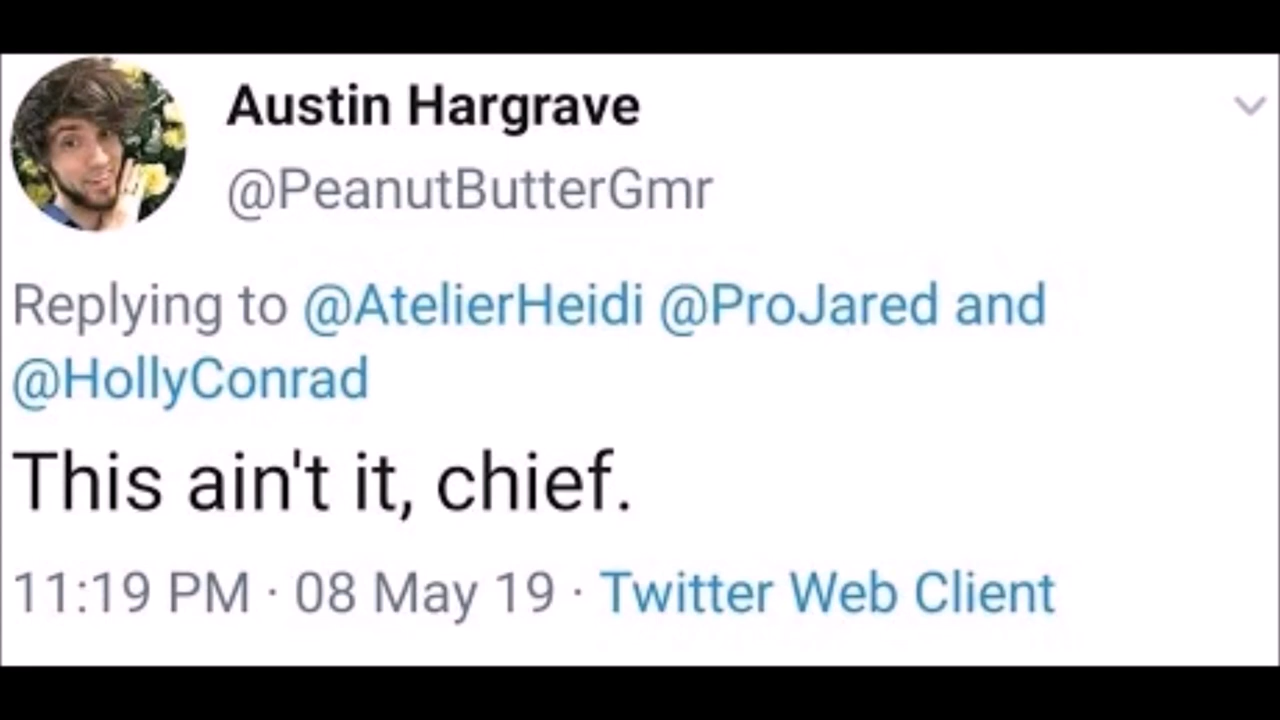 Austin Hargrave
@PeanutButterGmr
Replying to @AtelierHeidi @ProJared and
@HollyConrad
This ain't it, chief.
11:19 PM · 08 May 19 · Twitter Web Client